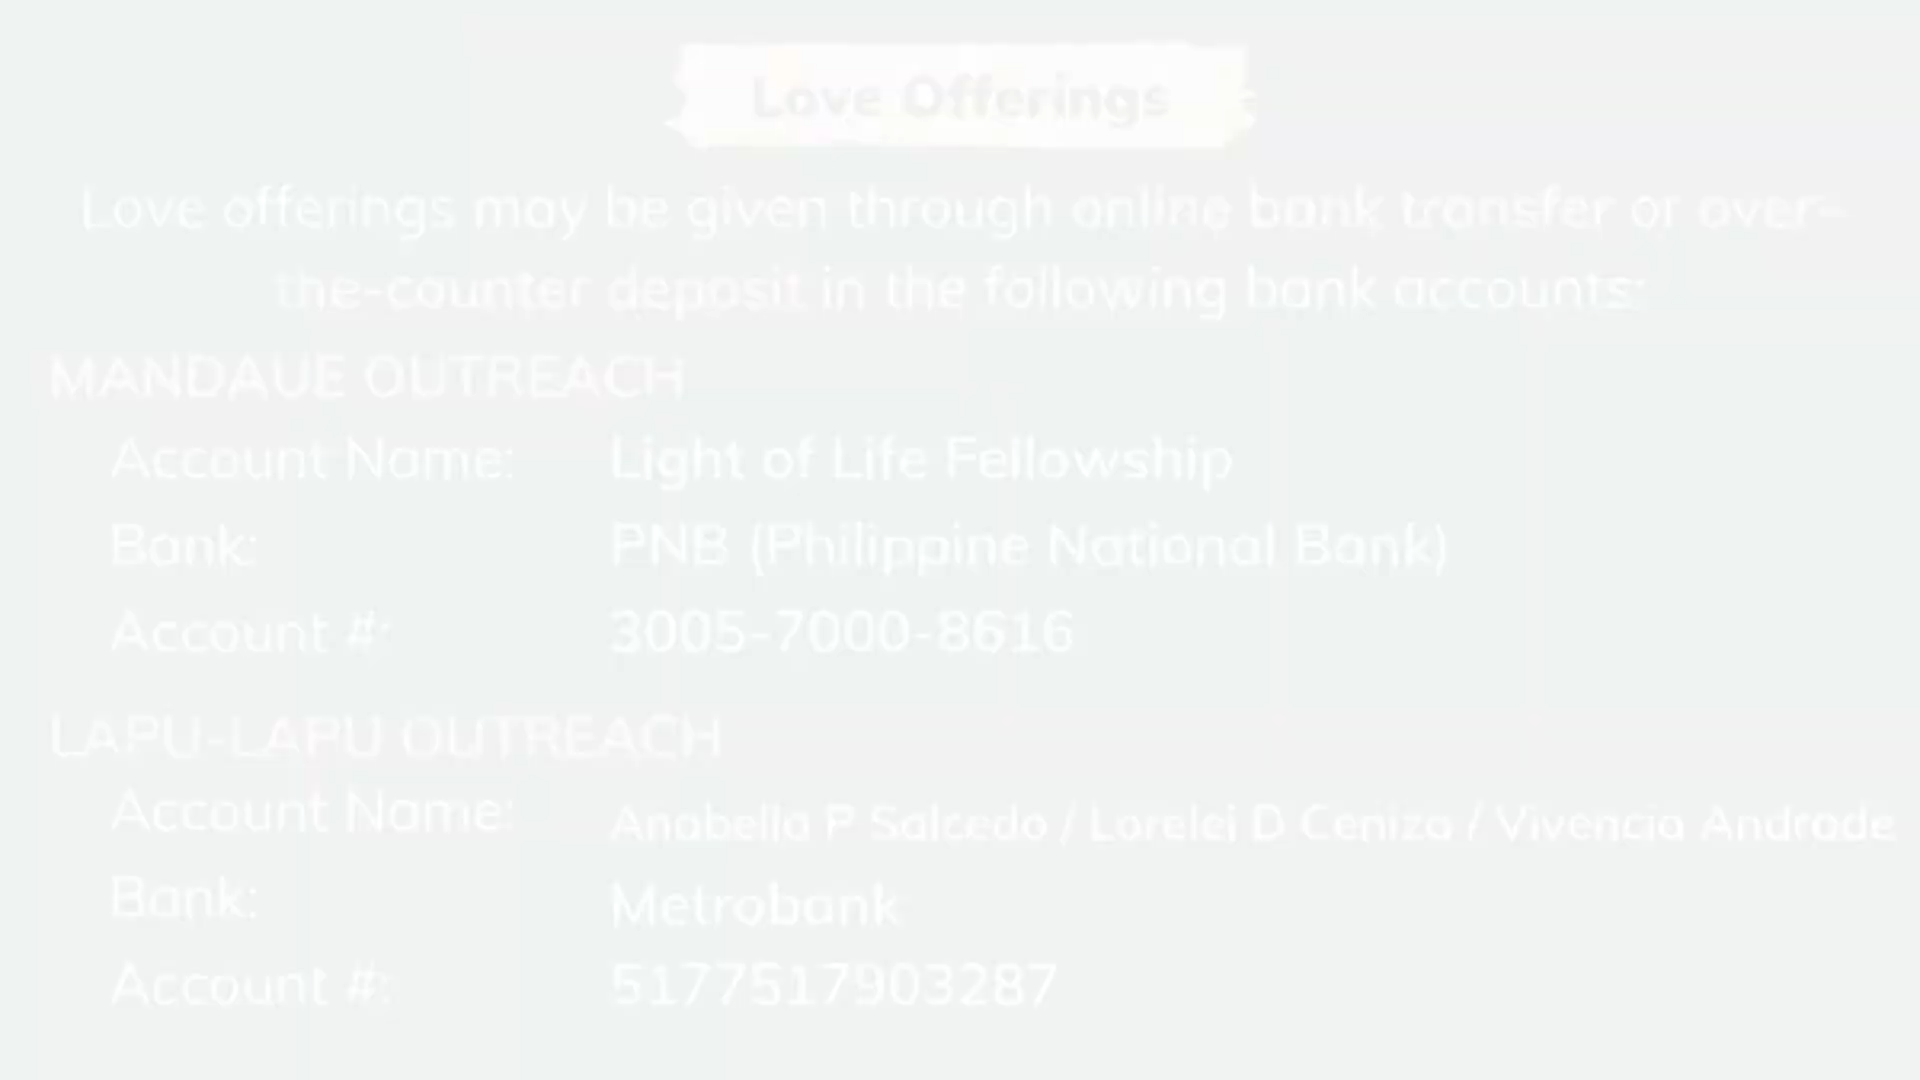 Love Offerings
Love offerings may be given through online bank transfer or over-
the-counter deposit in the following bank accounts:
MANDAUE OUTREACH
Account Name: Light of Life Fellowship
Bank: PNB (Philippine National Bank)
Account #: 3005-7000-8616
LAPU-LAPU OUTREACH
Account Name: Anabella P Salcedo / Lorelei D Ceniza / Vivencia Andrade
Bank: Metrobank
Account #: 5177517903287